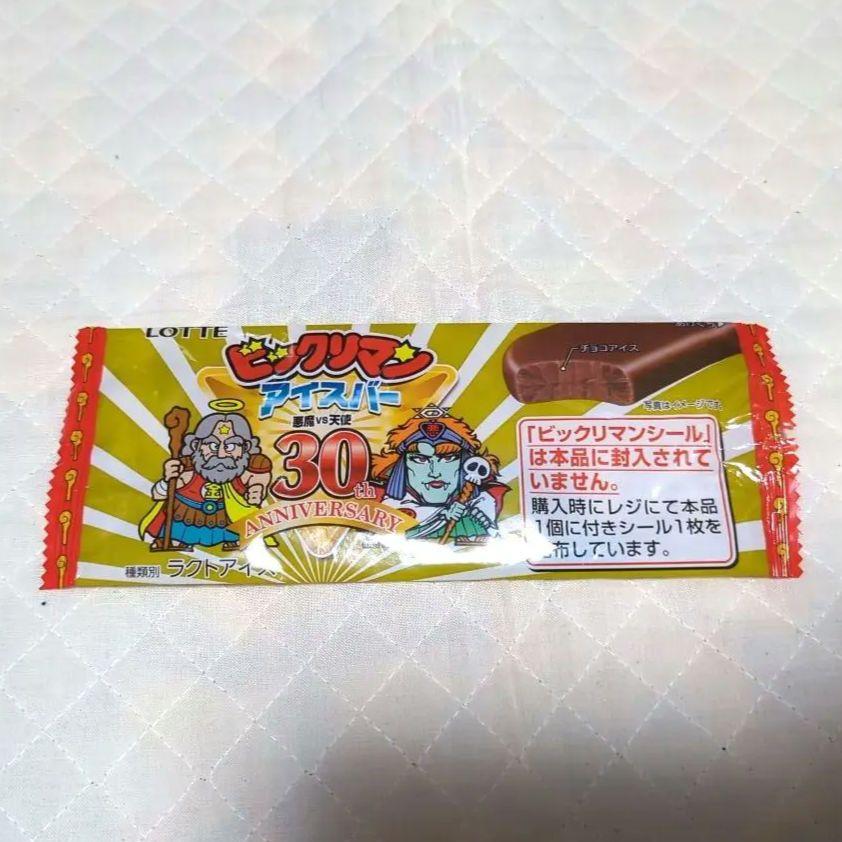 LOTTE
ビックリマン
アイスバー
悪魔VS天使
30th
ANNIVERSARY
種類別 ラクトアイス
あけくち
チョコアイス
写真はイメージです。
「ビックリマンシール」
は本品に封入されて
いません。
購入時にレジにて本品
1個に付きシール1枚を
布しています。